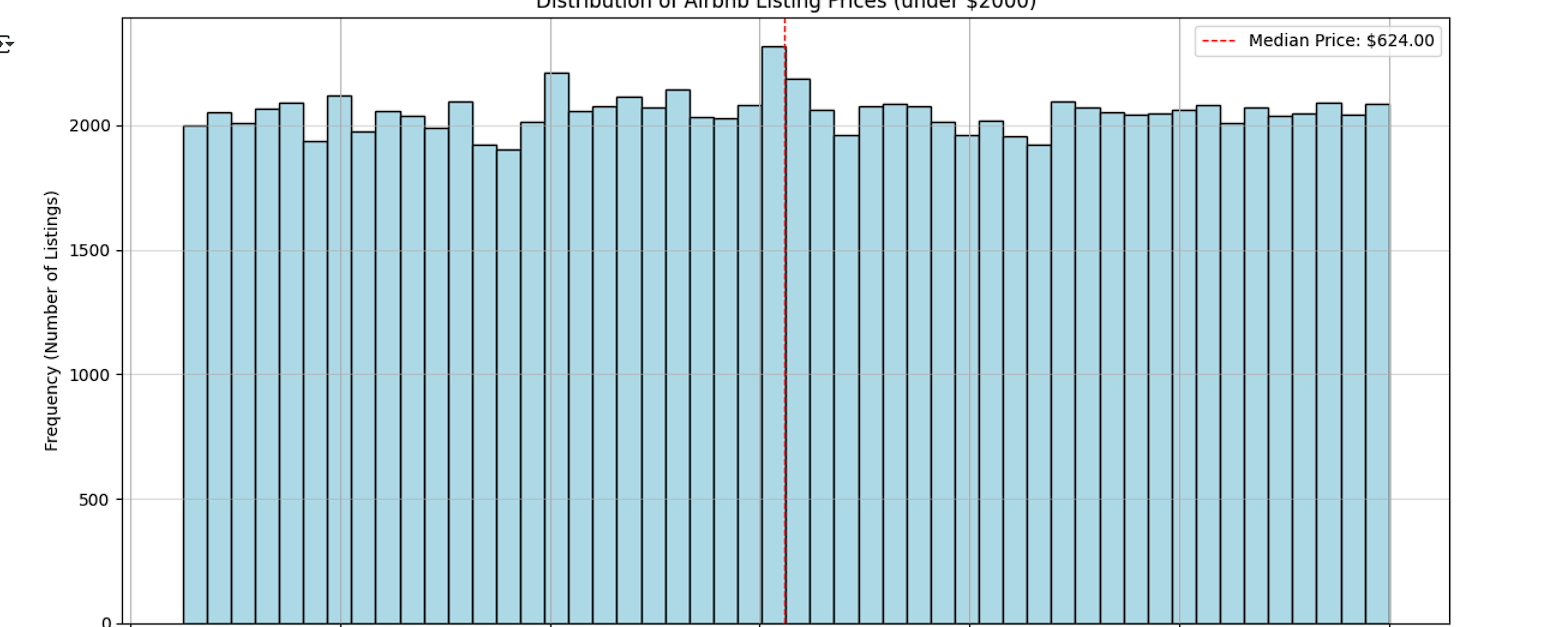 Distribution of Airbnb Listing Prices (under $2000)
Median Price: $624.00
Frequency (Number of Listings)
2000
1500
1000
500
0